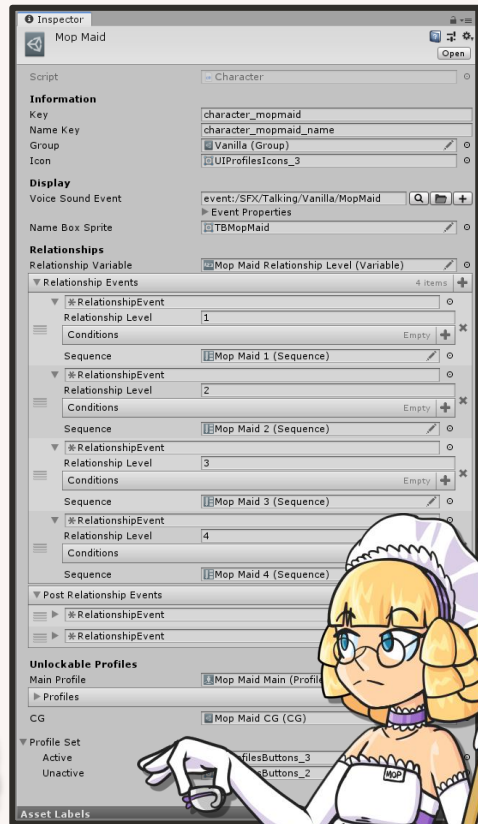 Inspector
Mop Maid
Open
Script Character
Information
Key character_mopmaid
Name Key character_mopmaid_name
Group Vanilla (Group)
Icon UIProfilesIcons_3
Display
Voice Sound Event event:/SFX/Talking/Vanilla/MopMaid
Event Properties
Name Box Sprite TBMopMaid
Relationships
Relationship Variable Mop Maid Relationship Level (Variable)
Relationship Events 4 items
RelationshipEvent
Relationship Level 1
Conditions Empty
Sequence Mop Maid 1 (Sequence)
RelationshipEvent
Relationship Level 2
Conditions Empty
Sequence Mop Maid 2 (Sequence)
RelationshipEvent
Relationship Level 3
Conditions Empty
Sequence Mop Maid 3 (Sequence)
RelationshipEvent
Relationship Level 4
Conditions
Sequence Mop Maid 4 (Sequence)
Post Relationship Events
RelationshipEvent
RelationshipEvent
Unlockable Profiles
Main Profile Mop Maid Main
Profiles
CG Mop Maid CG (CG)
Profile Set
Active filesButtons_3
Unactive Buttons_2
MOP
Asset Labels